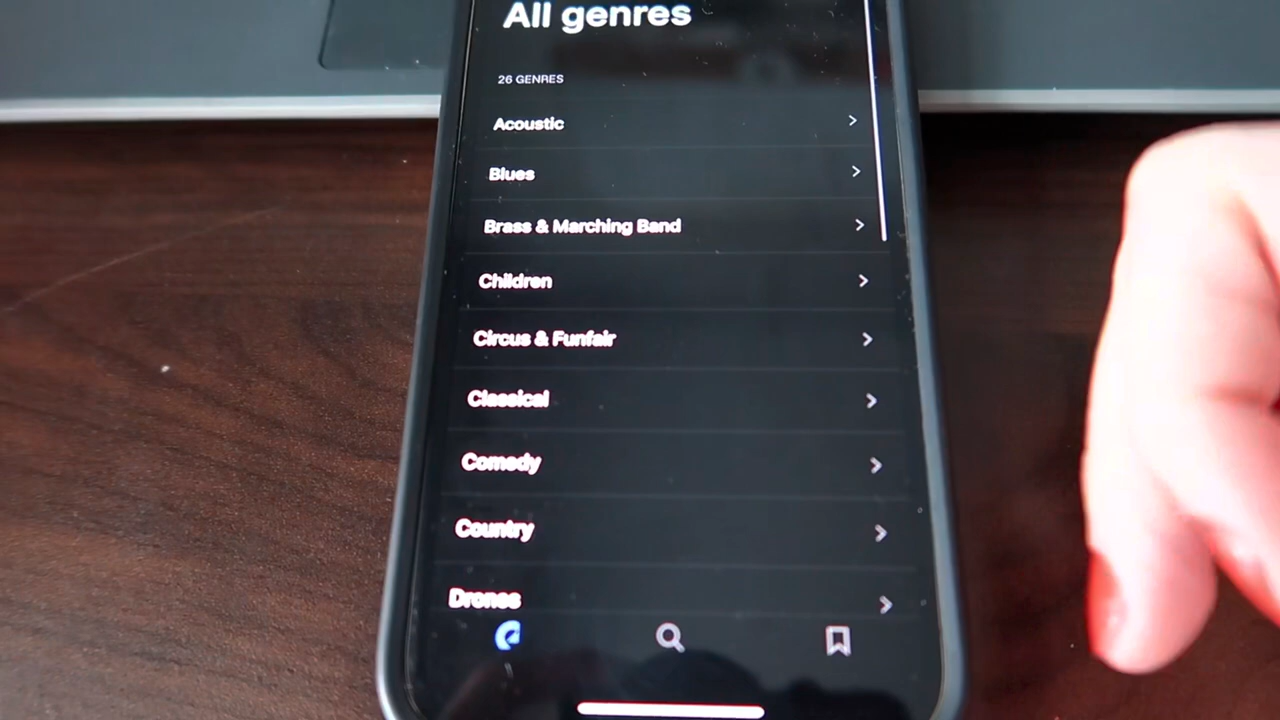 All genres
26 GENRES
Acoustic
Blues
Brass & Marching Band
Children
Circus & Funfair
Classical
Comedy
Country
Drones